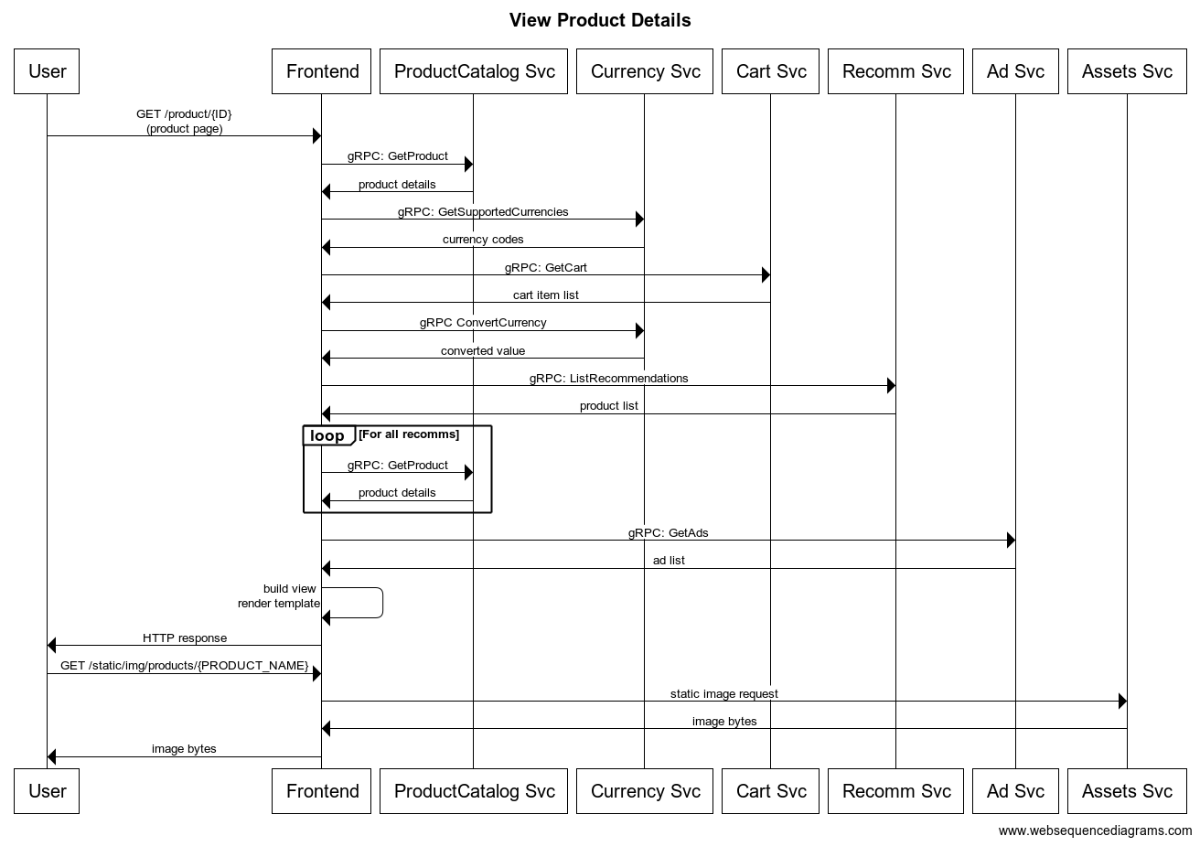 View Product Details
User
Frontend
ProductCatalog Svc
Currency Svc
Cart Svc
Recomm Svc
Ad Svc
Assets Svc
GET /product/{ID}
(product page)
gRPC: GetProduct
product details
gRPC: GetSupportedCurrencies
currency codes
gRPC: GetCart
cart item list
gRPC ConvertCurrency
converted value
gRPC: ListRecommendations
product list
loop [For all recomms]
gRPC: GetProduct
product details
gRPC: GetAds
ad list
build view
render template
HTTP response
GET /static/img/products/{PRODUCT_NAME}
static image request
image bytes
image bytes
User
Frontend
ProductCatalog Svc
Currency Svc
Cart Svc
Recomm Svc
Ad Svc
Assets Svc
www.websequencediagrams.com